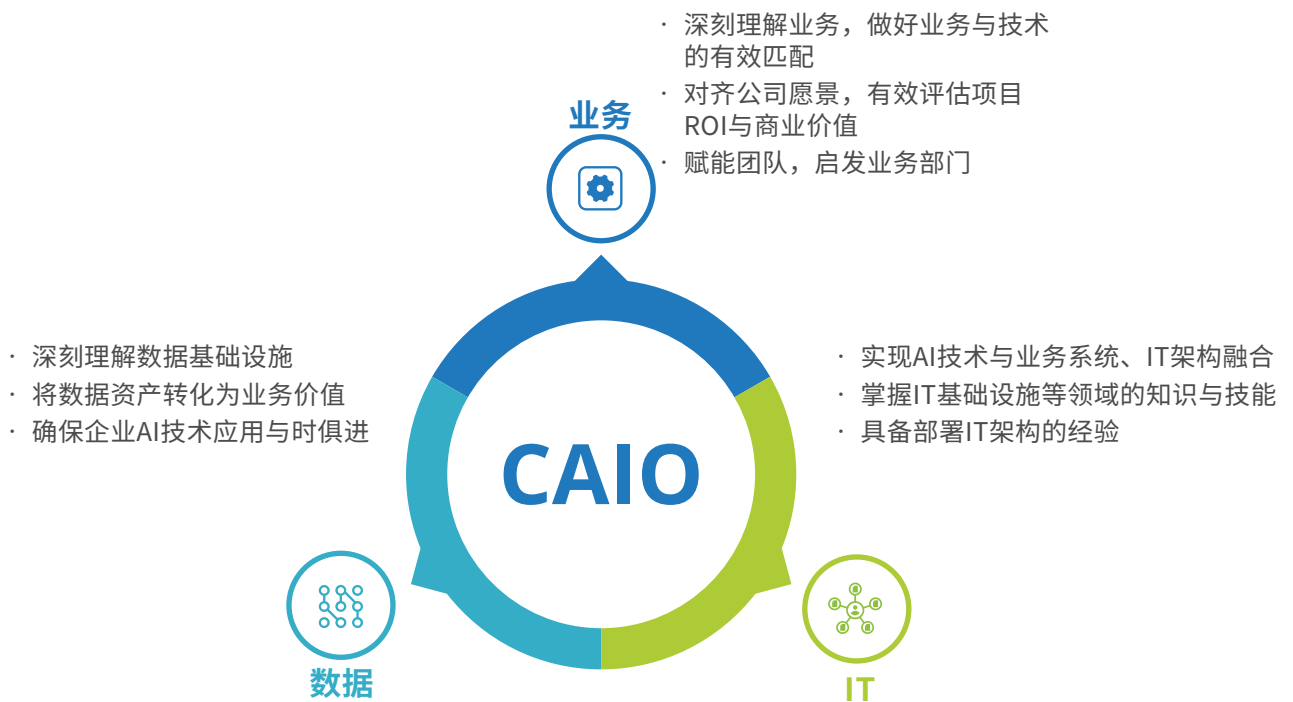 · 深刻理解业务，做好业务与技术
的有效匹配
· 对齐公司愿景，有效评估项目
ROI与商业价值
· 赋能团队，启发业务部门
业务
· 深刻理解数据基础设施
· 将数据资产转化为业务价值
· 确保企业AI技术应用与时俱进
· 实现AI技术与业务系统、IT架构融合
· 掌握IT基础设施等领域的知识与技能
· 具备部署IT架构的经验
CAIO
数据
IT